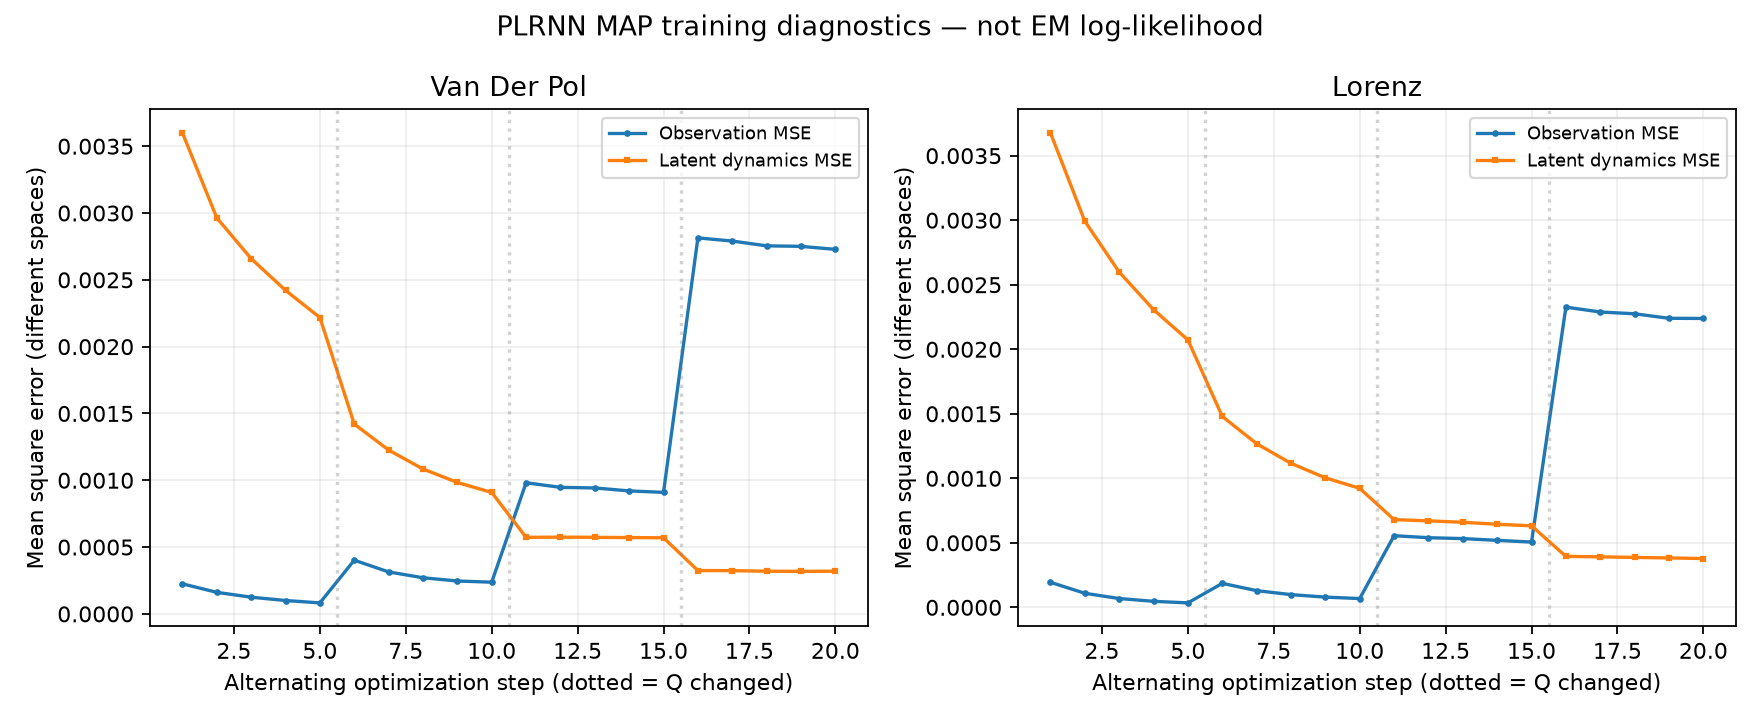 PLRNN MAP training diagnostics — not EM log-likelihood
Van Der Pol
Mean square error (different spaces)
0.0035
0.0030
0.0025
0.0020
0.0015
0.0010
0.0005
0.0000
Observation MSE
Latent dynamics MSE
2.5 5.0 7.5 10.0 12.5 15.0 17.5 20.0
Alternating optimization step (dotted = Q changed)
Lorenz
Mean square error (different spaces)
0.0035
0.0030
0.0025
0.0020
0.0015
0.0010
0.0005
0.0000
Observation MSE
Latent dynamics MSE
2.5 5.0 7.5 10.0 12.5 15.0 17.5 20.0
Alternating optimization step (dotted = Q changed)